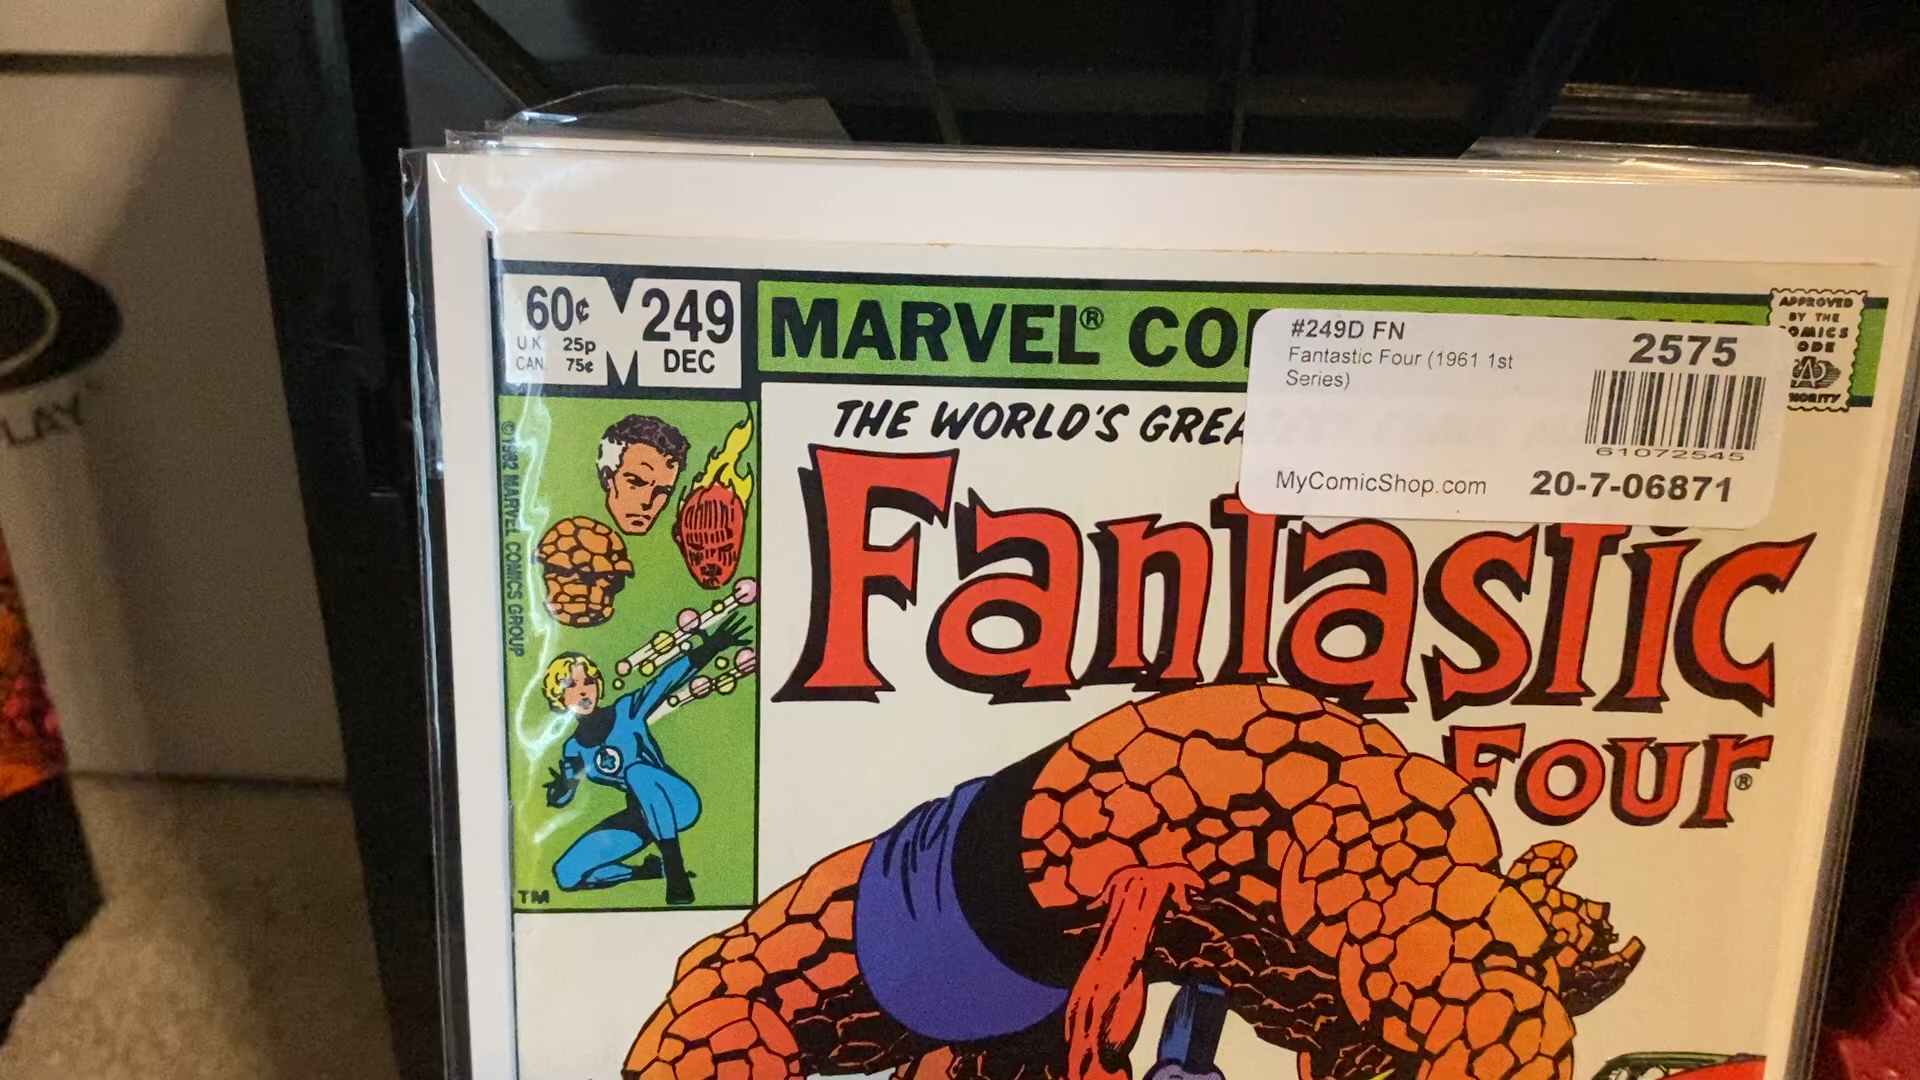 60¢
U.K. 25p
CAN. 75¢
249
DEC
MARVEL® CO
APPROVED
BY THE
COMICS
CODE
#249D FN
Fantastic Four (1961 1st
Series)
2575
61072545
MyComicShop.com 20-7-06871
THE WORLD'S GREA
Fantastic
Four®
©1982 MARVEL COMICS GROUP
TM
LAY